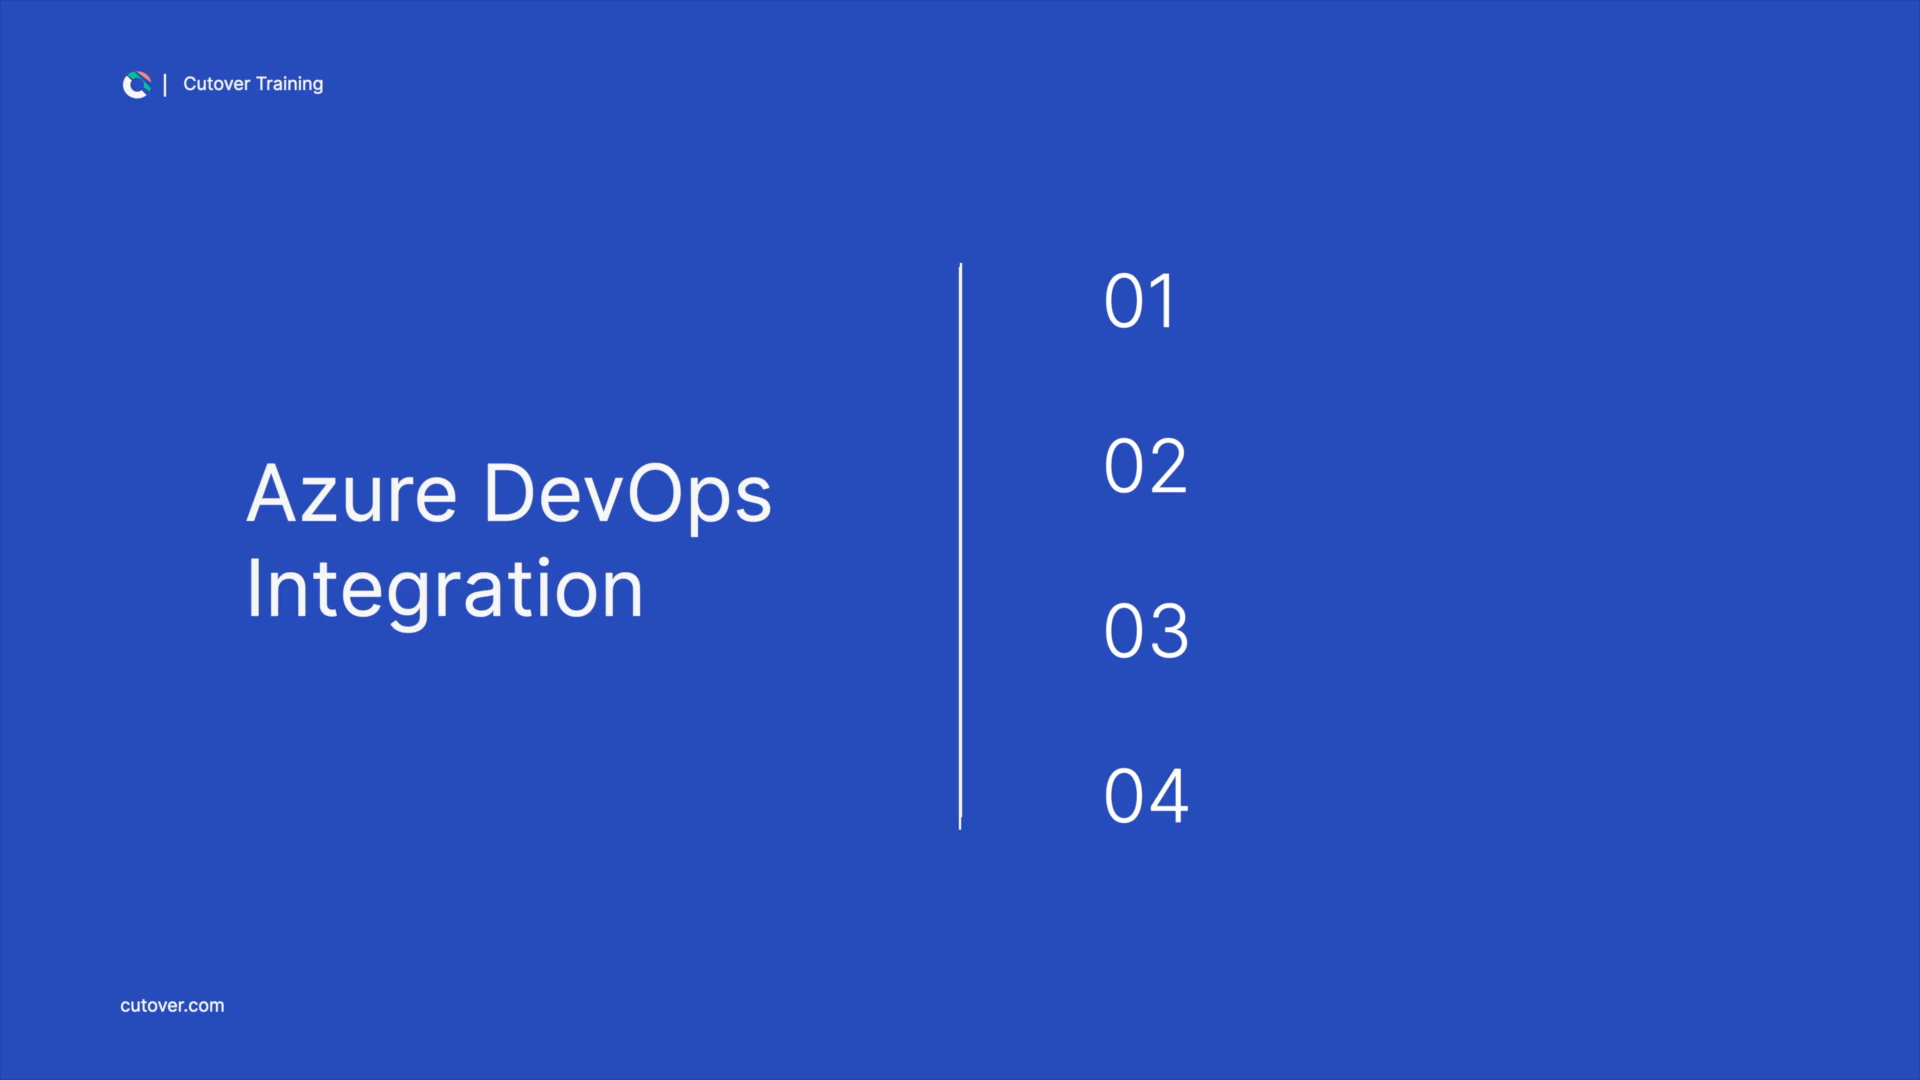 Cutover Training
Azure DevOps
Integration
01
02
03
04
cutover.com